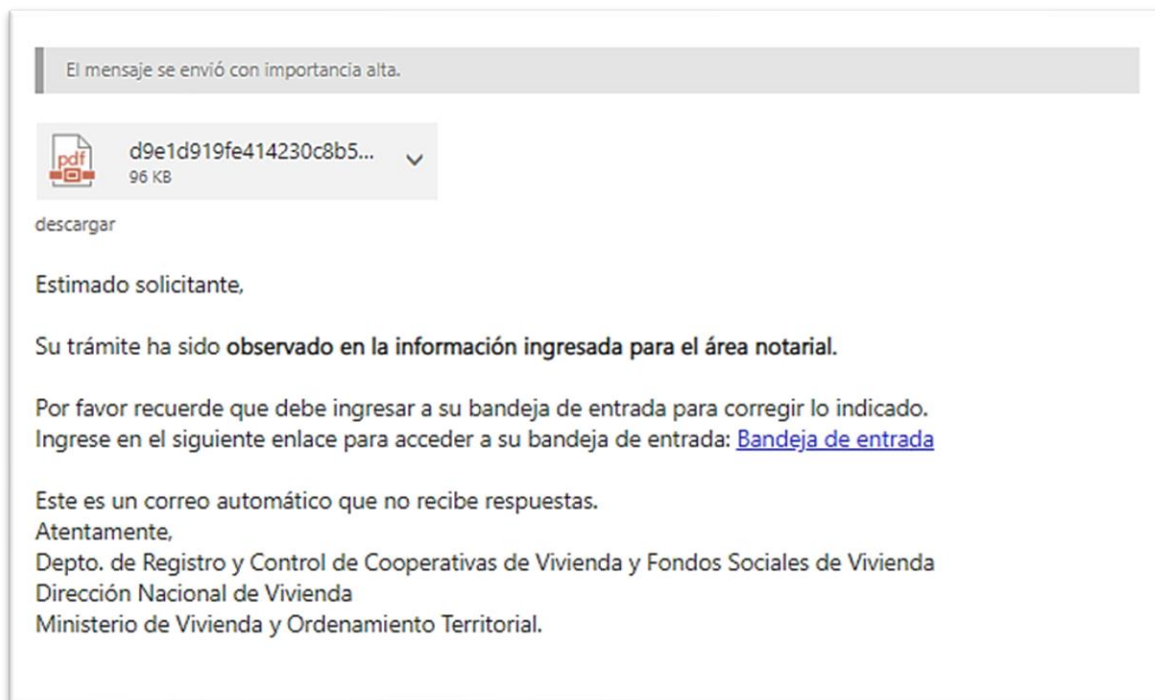 El mensaje se envió con importancia alta.
pdf
d9e1d919fe414230c8b5...
96 KB
descargar
Estimado solicitante,
Su trámite ha sido observado en la información ingresada para el área notarial.
Por favor recuerde que debe ingresar a su bandeja de entrada para corregir lo indicado.
Ingrese en el siguiente enlace para acceder a su bandeja de entrada: Bandeja de entrada
Este es un correo automático que no recibe respuestas.
Atentamente,
Depto. de Registro y Control de Cooperativas de Vivienda y Fondos Sociales de Vivienda
Dirección Nacional de Vivienda
Ministerio de Vivienda y Ordenamiento Territorial.